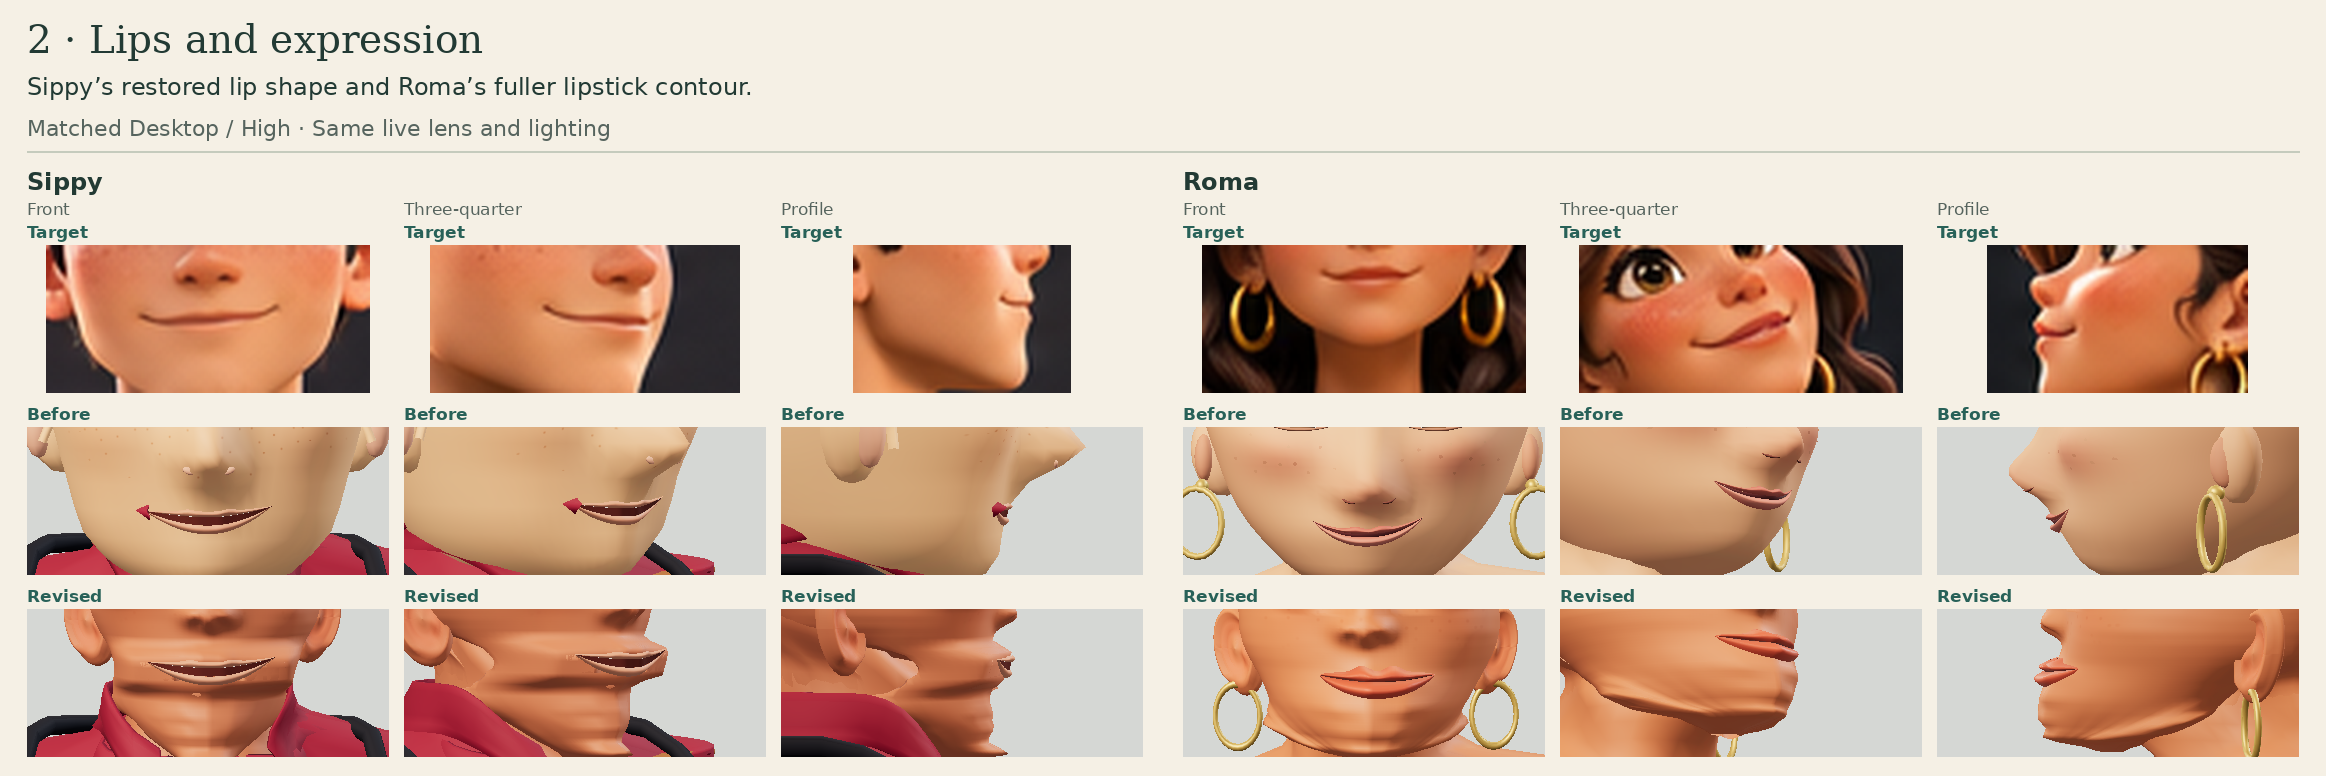 2 · Lips and expression
Sippy’s restored lip shape and Roma’s fuller lipstick contour.
Matched Desktop / High · Same live lens and lighting
Sippy
Front
Target
Three-quarter
Target
Profile
Target
Before
Before
Before
Revised
Revised
Revised
Roma
Front
Target
Three-quarter
Target
Profile
Target
Before
Before
Before
Revised
Revised
Revised